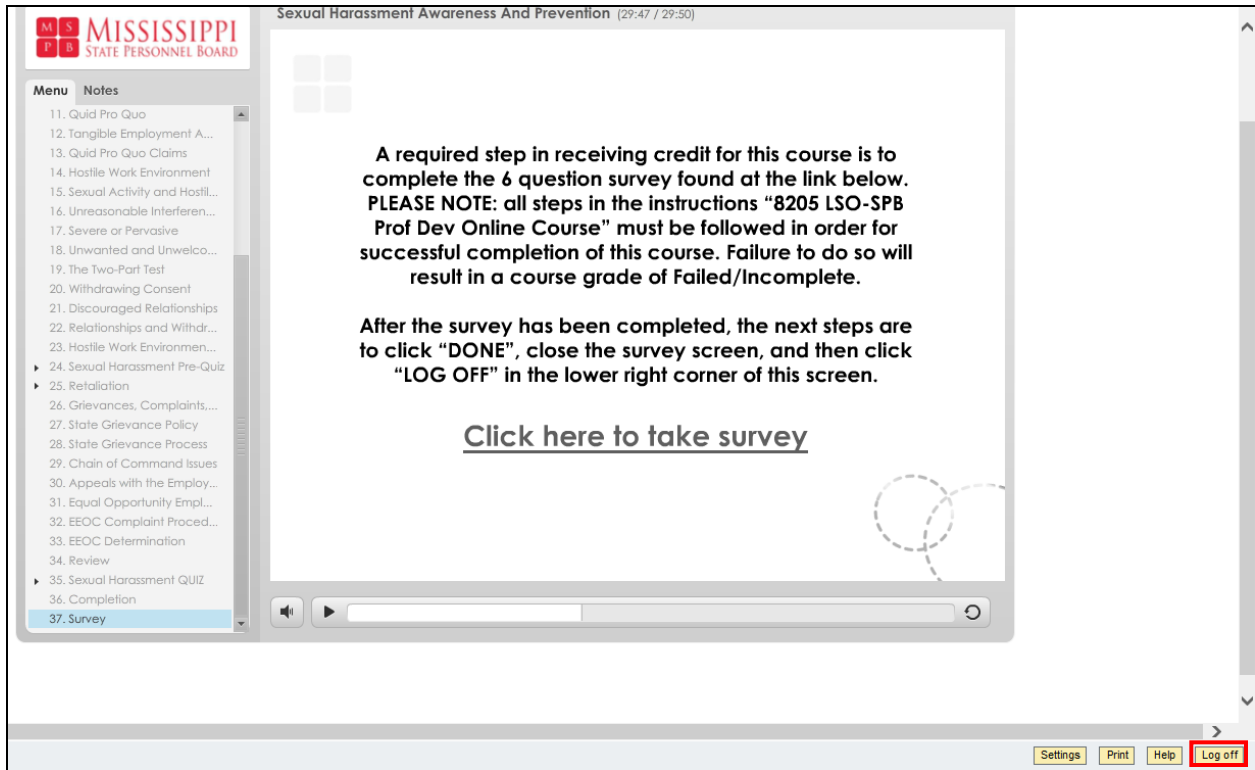 Sexual Harassment Awareness And Prevention (29:47 / 29:50)
M S
P B
MISSISSIPPI
STATE PERSONNEL BOARD
Menu Notes
11. Quid Pro Quo
12. Tangible Employment A...
13. Quid Pro Quo Claims
14. Hostile Work Environment
15. Sexual Activity and Hostil...
16. Unreasonable Interferen...
17. Severe or Pervasive
18. Unwanted and Unwelco...
19. The Two-Part Test
20. Withdrawing Consent
21. Discouraged Relationships
22. Relationships and Withdr...
23. Hostile Work Environmen...
24. Sexual Harassment Pre-Quiz
25. Retaliation
26. Grievances, Complaints,...
27. State Grievance Policy
28. State Grievance Process
29. Chain of Command Issues
30. Appeals with the Employ...
31. Equal Opportunity Empl...
32. EEOC Complaint Proced...
33. EEOC Determination
34. Review
35. Sexual Harassment QUIZ
36. Completion
37. Survey
A required step in receiving credit for this course is to
complete the 6 question survey found at the link below.
PLEASE NOTE: all steps in the instructions “8205 LSO-SPB
Prof Dev Online Course” must be followed in order for
successful completion of this course. Failure to do so will
result in a course grade of Failed/Incomplete.
After the survey has been completed, the next steps are
to click “DONE”, close the survey screen, and then click
“LOG OFF” in the lower right corner of this screen.
Click here to take survey
Settings Print Help Log off